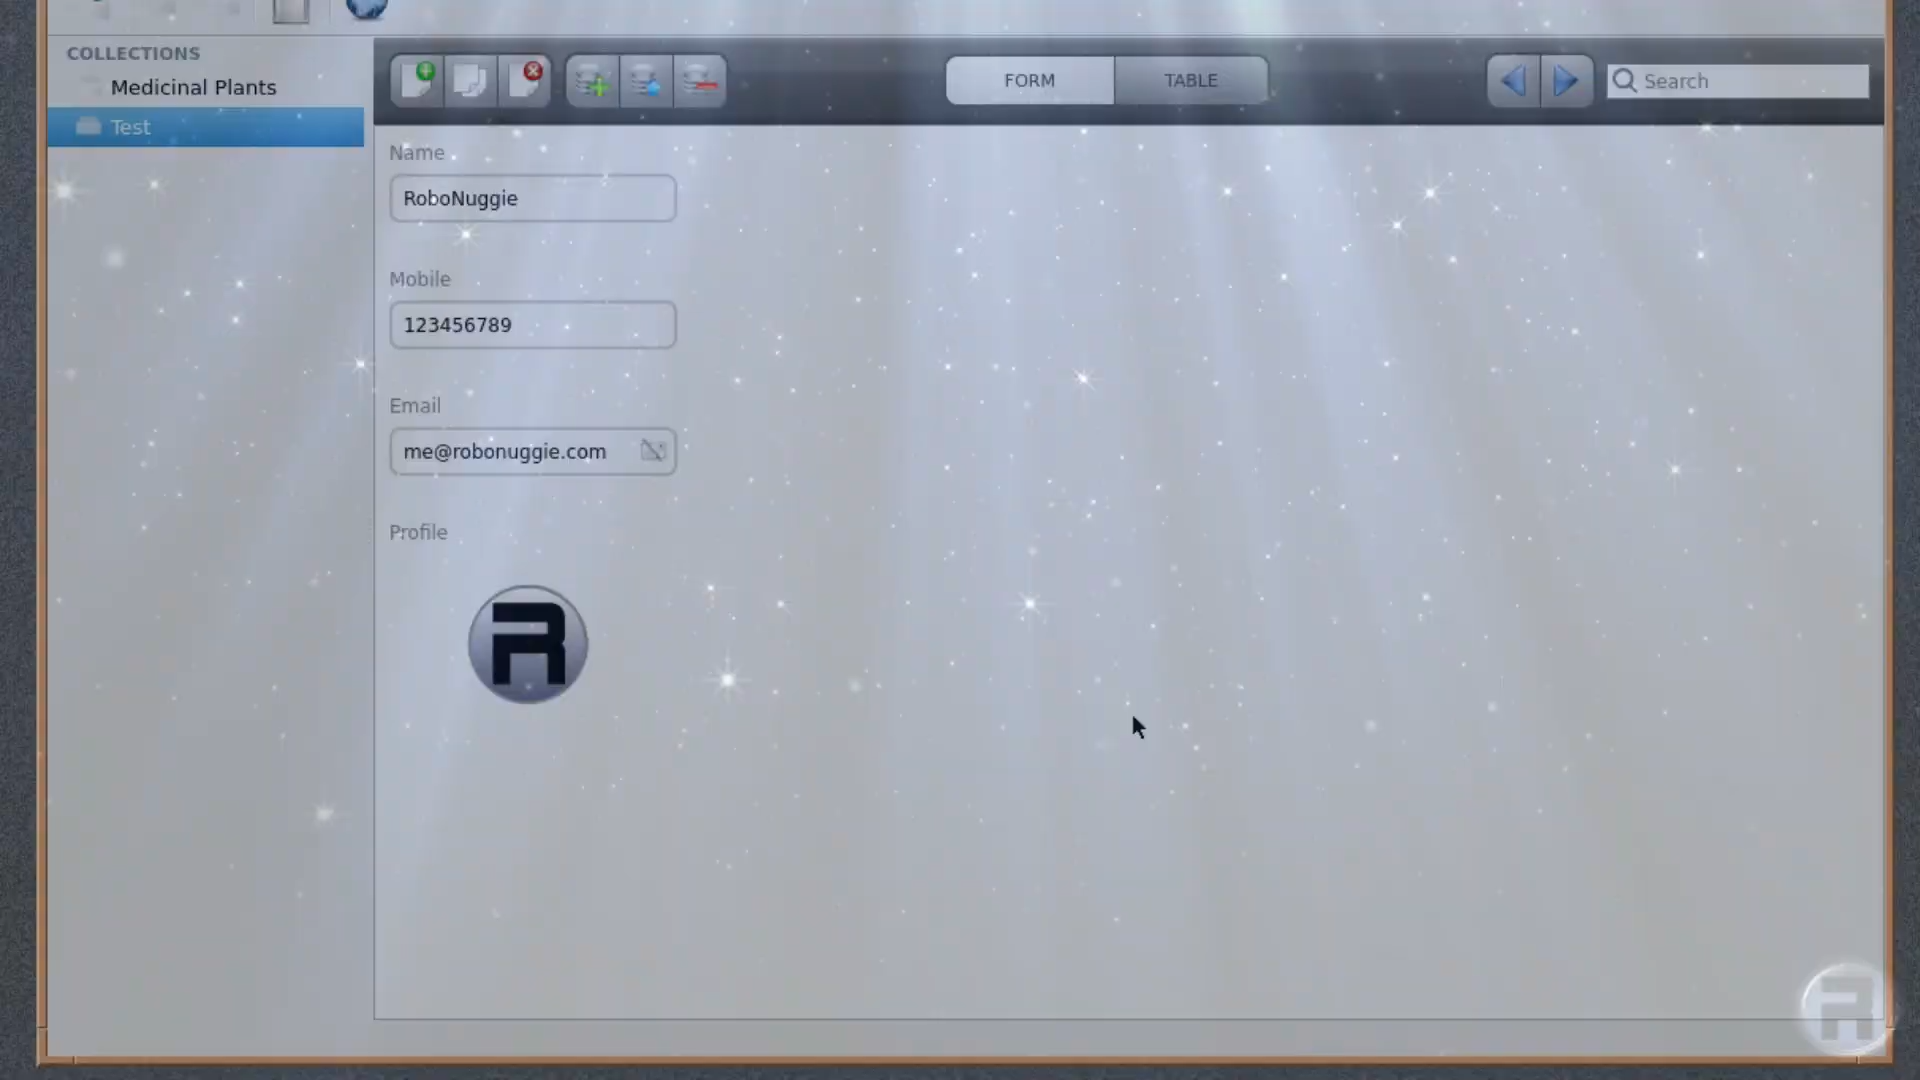 COLLECTIONS
Medicinal Plants
Test
FORM
TABLE
Search
Name
RoboNuggie
Mobile
123456789
Email
me@robonuggie.com
Profile
R
R